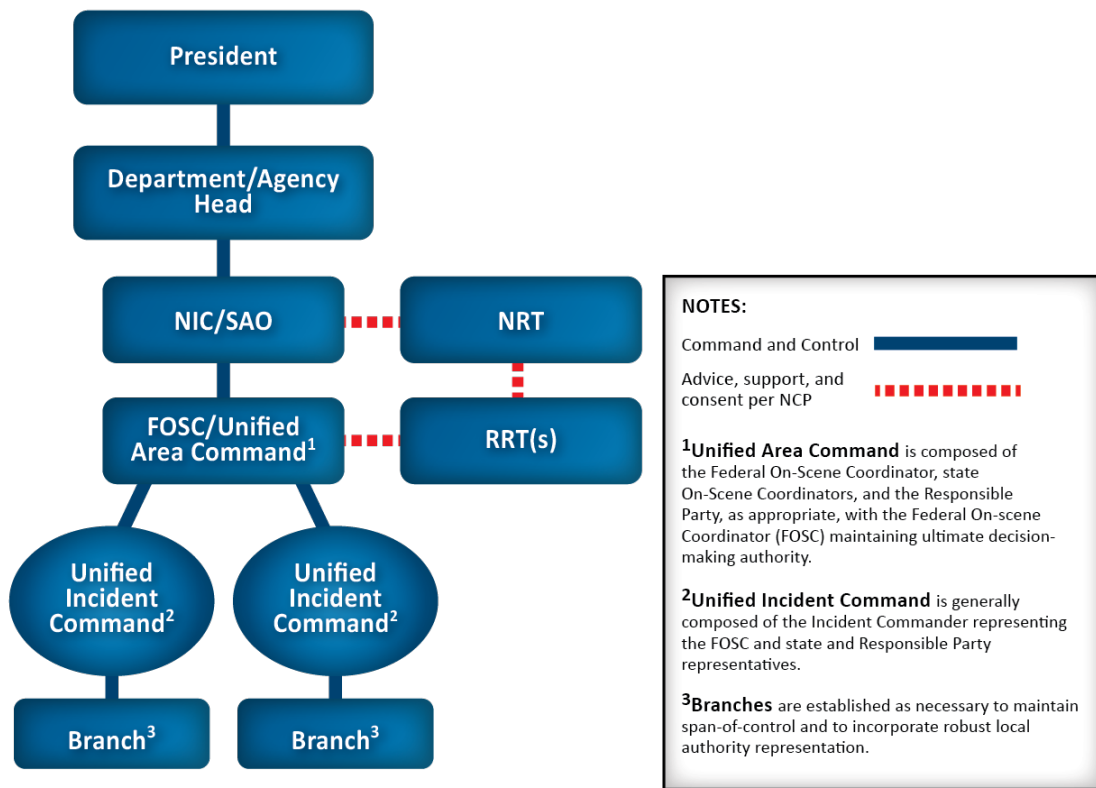 President
Department/Agency
Head
NIC/SAO
NRT
FOSC/Unified
Area Command¹
RRT(s)
Unified
Incident
Command²
Unified
Incident
Command²
Branch³
Branch³
NOTES:
Command and Control
Advice, support, and
consent per NCP
¹Unified Area Command is composed of
the Federal On-Scene Coordinator, state
On-Scene Coordinators, and the Responsible
Party, as appropriate, with the Federal On-scene
Coordinator (FOSC) maintaining ultimate decision-
making authority.
²Unified Incident Command is generally
composed of the Incident Commander representing
the FOSC and state and Responsible Party
representatives.
³Branches are established as necessary to maintain
span-of-control and to incorporate robust local
authority representation.